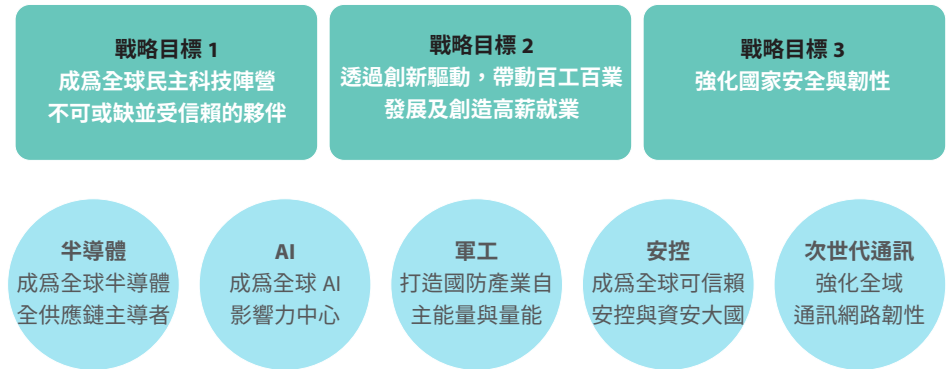 戰略目標 1
成爲全球民主科技陣營
不可或缺並受信賴的夥伴
戰略目標 2
透過創新驅動，帶動百工百業
發展及創造高薪就業
戰略目標 3
強化國家安全與韌性
半導體
成爲全球半導體
全供應鏈主導者
AI
成爲全球 AI
影響力中心
軍工
打造國防產業自
主能量與量能
安控
成爲全球可信賴
安控與資安大國
次世代通訊
強化全域
通訊網路韌性